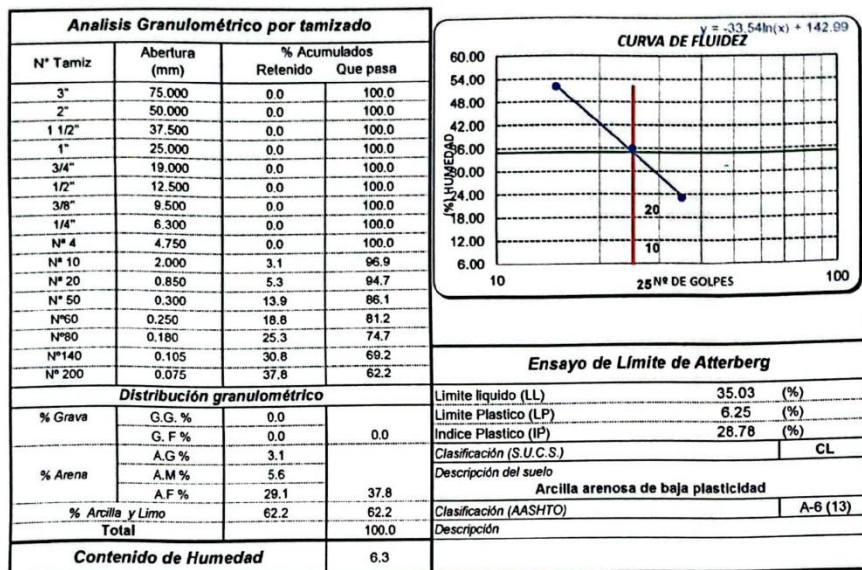 Analisis Granulométrico por tamizado
N° Tamiz Abertura (mm) % Acumulados
Retenido Que pasa
3" 75.000 0.0 100.0
2" 50.000 0.0 100.0
1 1/2" 37.500 0.0 100.0
1" 25.000 0.0 100.0
3/4" 19.000 0.0 100.0
1/2" 12.500 0.0 100.0
3/8" 9.500 0.0 100.0
1/4" 6.300 0.0 100.0
Nº 4 4.750 0.0 100.0
Nº 10 2.000 3.1 96.9
Nº 20 0.850 5.3 94.7
N° 50 0.300 13.9 86.1
Nº60 0.250 18.8 81.2
Nº80 0.180 25.3 74.7
N°140 0.105 30.8 69.2
N° 200 0.075 37.8 62.2
Distribución granulométrico
% Grava G.G. % 0.0
G. F % 0.0 0.0
A.G % 3.1
% Arena A.M % 5.6
A.F % 29.1 37.8
% Arcilla y Limo 62.2 62.2
Total 100.0
Contenido de Humedad 6.3
y = -33.54ln(x) + 142.99
CURVA DE FLUIDEZ
(%) HUMEDAD
60.00
54.00
48.00
42.00
36.00
30.00
24.00
18.00
12.00
6.00
20
10
10 25 Nº DE GOLPES 100
Ensayo de Límite de Atterberg
Limite liquido (LL) 35.03 (%)
Limite Plastico (LP) 6.25 (%)
Indice Plastico (IP) 28.78 (%)
Clasificación (S.U.C.S.) CL
Descripción del suelo
Arcilla arenosa de baja plasticidad
Clasificación (AASHTO) A-6 (13)
Descripción